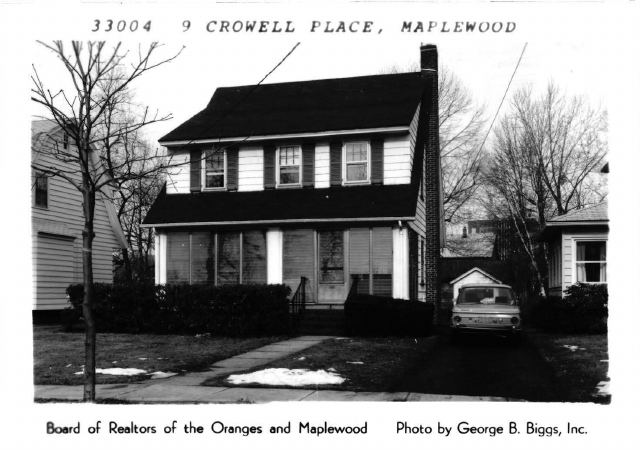 33004 9 CROWELL PLACE, MAPLEWOOD
Board of Realtors of the Oranges and Maplewood Photo by George B. Biggs, Inc.